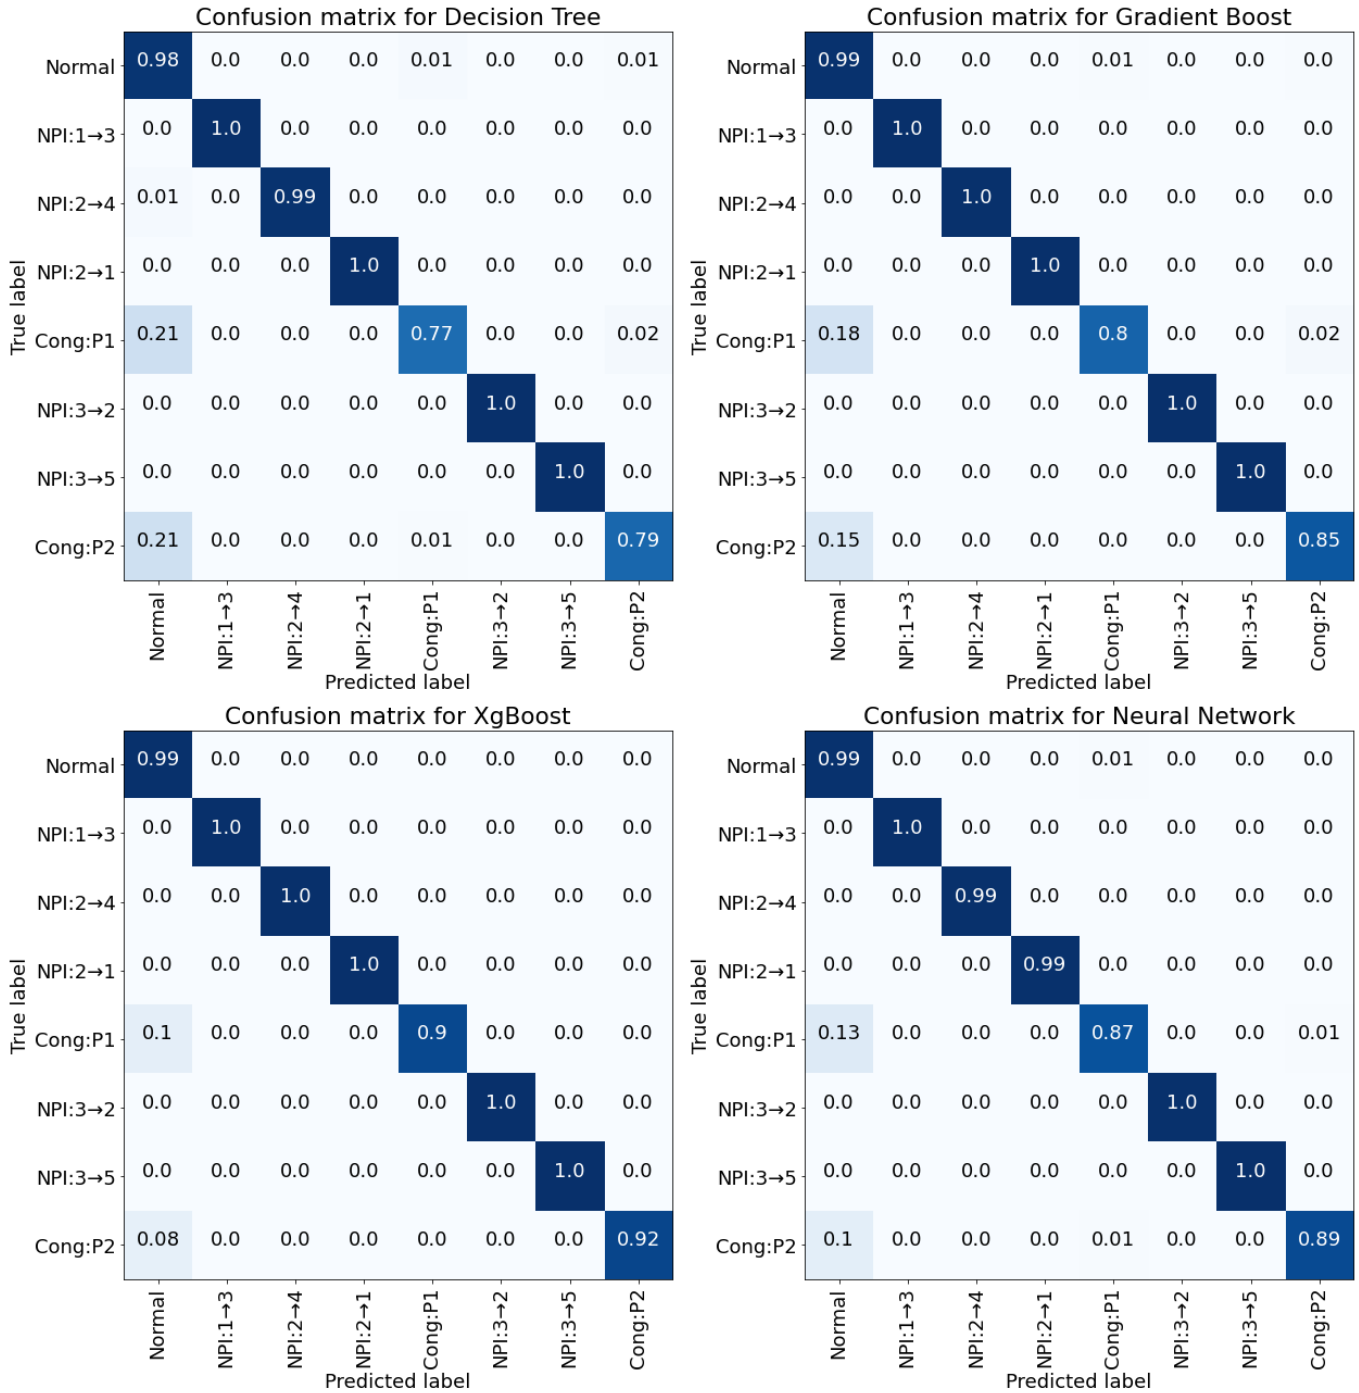 Confusion matrix for Decision Tree
True label
Normal 0.98 0.0 0.0 0.0 0.01 0.0 0.0 0.01
NPI:1→3 0.0 1.0 0.0 0.0 0.0 0.0 0.0 0.0
NPI:2→4 0.01 0.0 0.99 0.0 0.0 0.0 0.0 0.0
NPI:2→1 0.0 0.0 0.0 1.0 0.0 0.0 0.0 0.0
Cong:P1 0.21 0.0 0.0 0.0 0.77 0.0 0.0 0.02
NPI:3→2 0.0 0.0 0.0 0.0 0.0 1.0 0.0 0.0
NPI:3→5 0.0 0.0 0.0 0.0 0.0 0.0 1.0 0.0
Cong:P2 0.21 0.0 0.0 0.0 0.01 0.0 0.0 0.79
Normal NPI:1→3 NPI:2→4 NPI:2→1 Cong:P1 NPI:3→2 NPI:3→5 Cong:P2
Predicted label
Confusion matrix for Gradient Boost
True label
Normal 0.99 0.0 0.0 0.0 0.01 0.0 0.0 0.0
NPI:1→3 0.0 1.0 0.0 0.0 0.0 0.0 0.0 0.0
NPI:2→4 0.0 0.0 1.0 0.0 0.0 0.0 0.0 0.0
NPI:2→1 0.0 0.0 0.0 1.0 0.0 0.0 0.0 0.0
Cong:P1 0.18 0.0 0.0 0.0 0.8 0.0 0.0 0.02
NPI:3→2 0.0 0.0 0.0 0.0 0.0 1.0 0.0 0.0
NPI:3→5 0.0 0.0 0.0 0.0 0.0 0.0 1.0 0.0
Cong:P2 0.15 0.0 0.0 0.0 0.0 0.0 0.0 0.85
Normal NPI:1→3 NPI:2→4 NPI:2→1 Cong:P1 NPI:3→2 NPI:3→5 Cong:P2
Predicted label
Confusion matrix for XgBoost
True label
Normal 0.99 0.0 0.0 0.0 0.0 0.0 0.0 0.0
NPI:1→3 0.0 1.0 0.0 0.0 0.0 0.0 0.0 0.0
NPI:2→4 0.0 0.0 1.0 0.0 0.0 0.0 0.0 0.0
NPI:2→1 0.0 0.0 0.0 1.0 0.0 0.0 0.0 0.0
Cong:P1 0.1 0.0 0.0 0.0 0.9 0.0 0.0 0.0
NPI:3→2 0.0 0.0 0.0 0.0 0.0 1.0 0.0 0.0
NPI:3→5 0.0 0.0 0.0 0.0 0.0 0.0 1.0 0.0
Cong:P2 0.08 0.0 0.0 0.0 0.0 0.0 0.0 0.92
Normal NPI:1→3 NPI:2→4 NPI:2→1 Cong:P1 NPI:3→2 NPI:3→5 Cong:P2
Predicted label
Confusion matrix for Neural Network
True label
Normal 0.99 0.0 0.0 0.0 0.01 0.0 0.0 0.0
NPI:1→3 0.0 1.0 0.0 0.0 0.0 0.0 0.0 0.0
NPI:2→4 0.0 0.0 0.99 0.0 0.0 0.0 0.0 0.0
NPI:2→1 0.0 0.0 0.0 0.99 0.0 0.0 0.0 0.0
Cong:P1 0.13 0.0 0.0 0.0 0.87 0.0 0.0 0.01
NPI:3→2 0.0 0.0 0.0 0.0 0.0 1.0 0.0 0.0
NPI:3→5 0.0 0.0 0.0 0.0 0.0 0.0 1.0 0.0
Cong:P2 0.1 0.0 0.0 0.0 0.01 0.0 0.0 0.89
Normal NPI:1→3 NPI:2→4 NPI:2→1 Cong:P1 NPI:3→2 NPI:3→5 Cong:P2
Predicted label